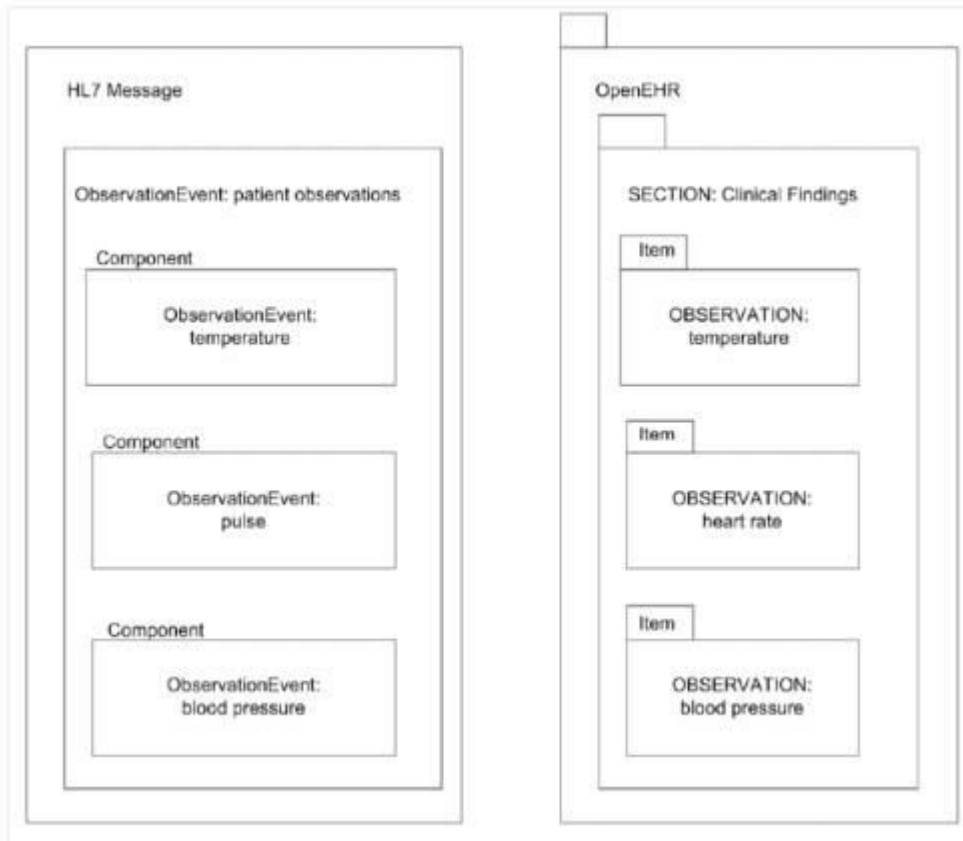 HL7 Message
ObservationEvent: patient observations
Component
ObservationEvent:
temperature
Component
ObservationEvent:
pulse
Component
ObservationEvent:
blood pressure
OpenEHR
SECTION: Clinical Findings
Item
OBSERVATION:
temperature
Item
OBSERVATION:
heart rate
Item
OBSERVATION:
blood pressure